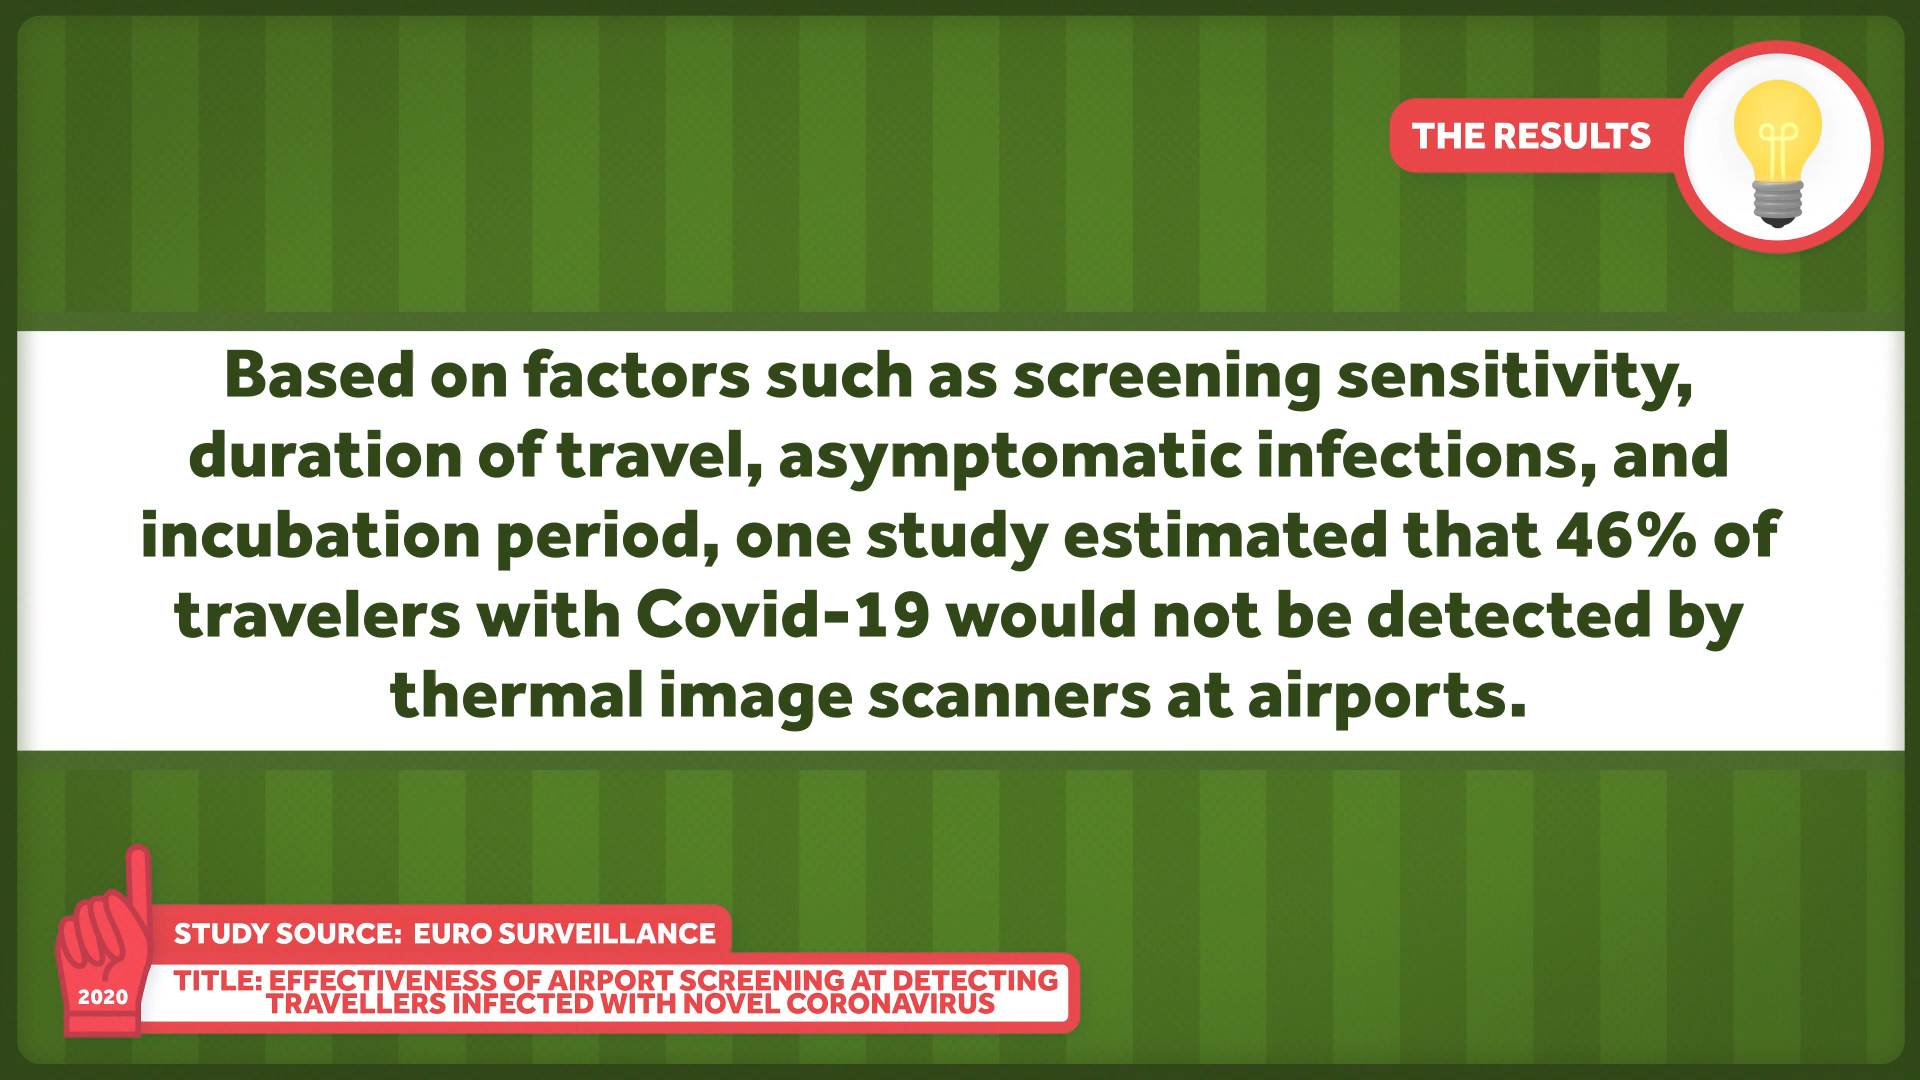 THE RESULTS
Based on factors such as screening sensitivity,
duration of travel, asymptomatic infections, and
incubation period, one study estimated that 46% of
travelers with Covid-19 would not be detected by
thermal image scanners at airports.
STUDY SOURCE: EURO SURVEILLANCE
TITLE: EFFECTIVENESS OF AIRPORT SCREENING AT DETECTING
TRAVELLERS INFECTED WITH NOVEL CORONAVIRUS
2020